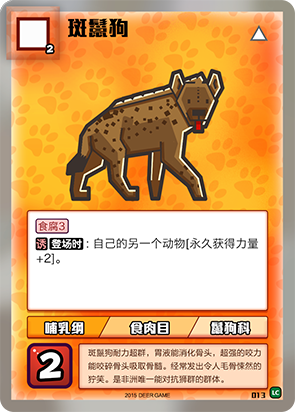 2
斑鬣狗
食腐3
诱 登场时：自己的另一个动物[永久获得力量
+2]。
哺乳纲 食肉目 鬣狗科
2
斑鬣狗耐力超群，胃液能消化骨头，超强的咬力
能咬碎骨头吸取骨髓。经常发出令人毛骨悚然的
狞笑。是非洲唯一能对抗狮群的群体。
2015 DEER GAME
013 LC